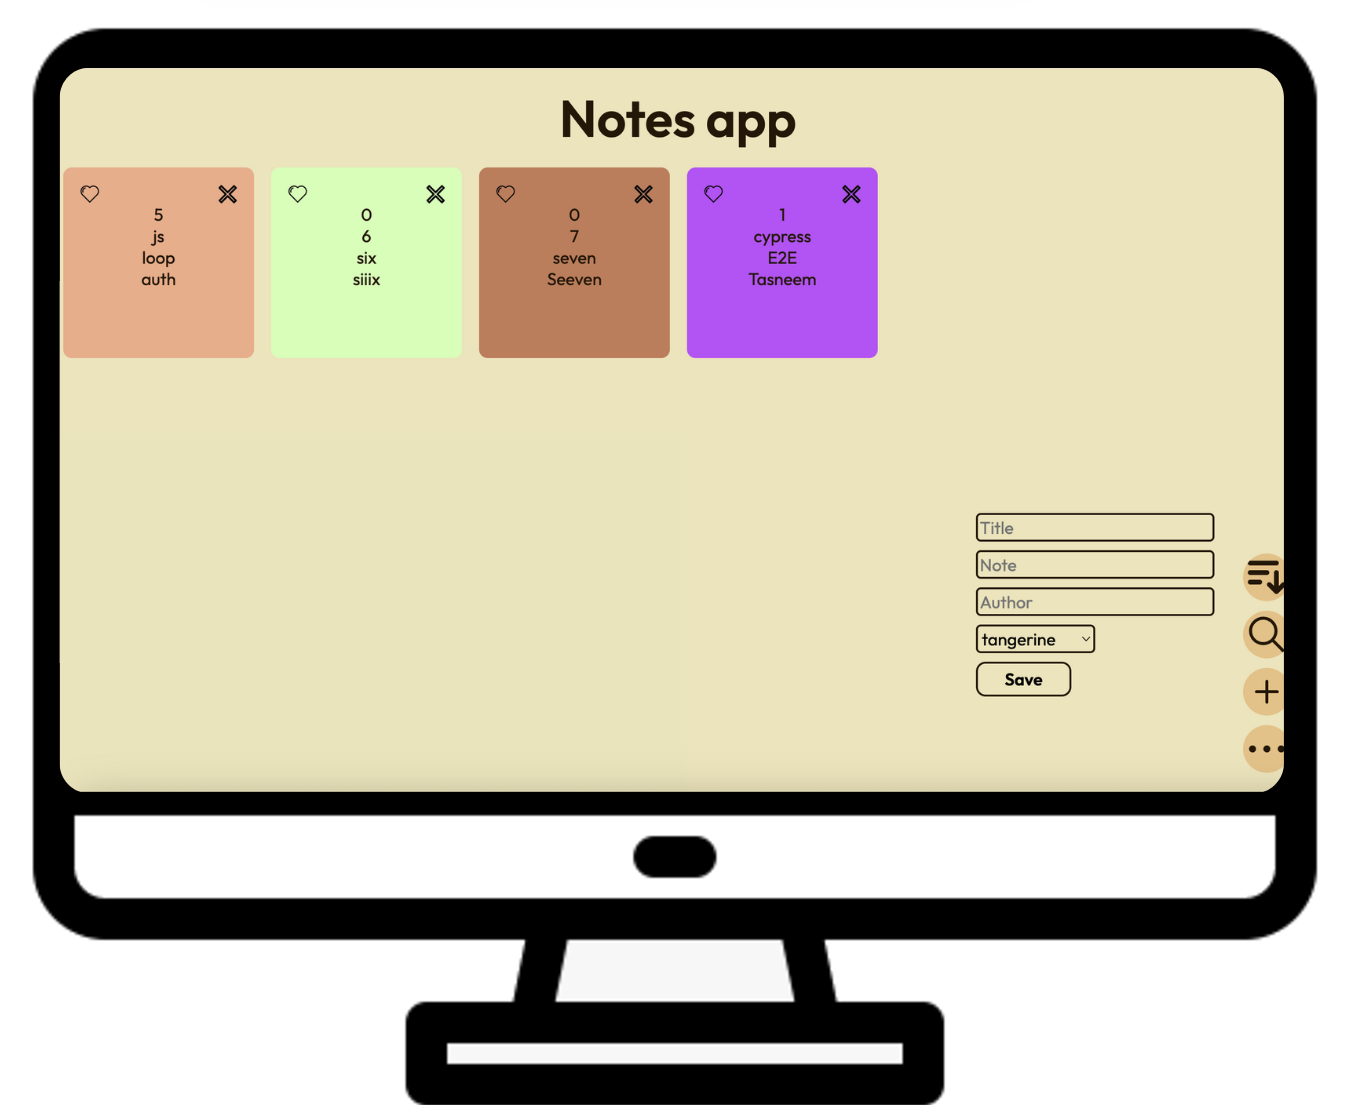 Notes app
5
js
loop
auth
0
6
six
siiix
0
7
seven
Seeven
1
cypress
E2E
Tasneem
Title
Note
Author
tangerine
Save